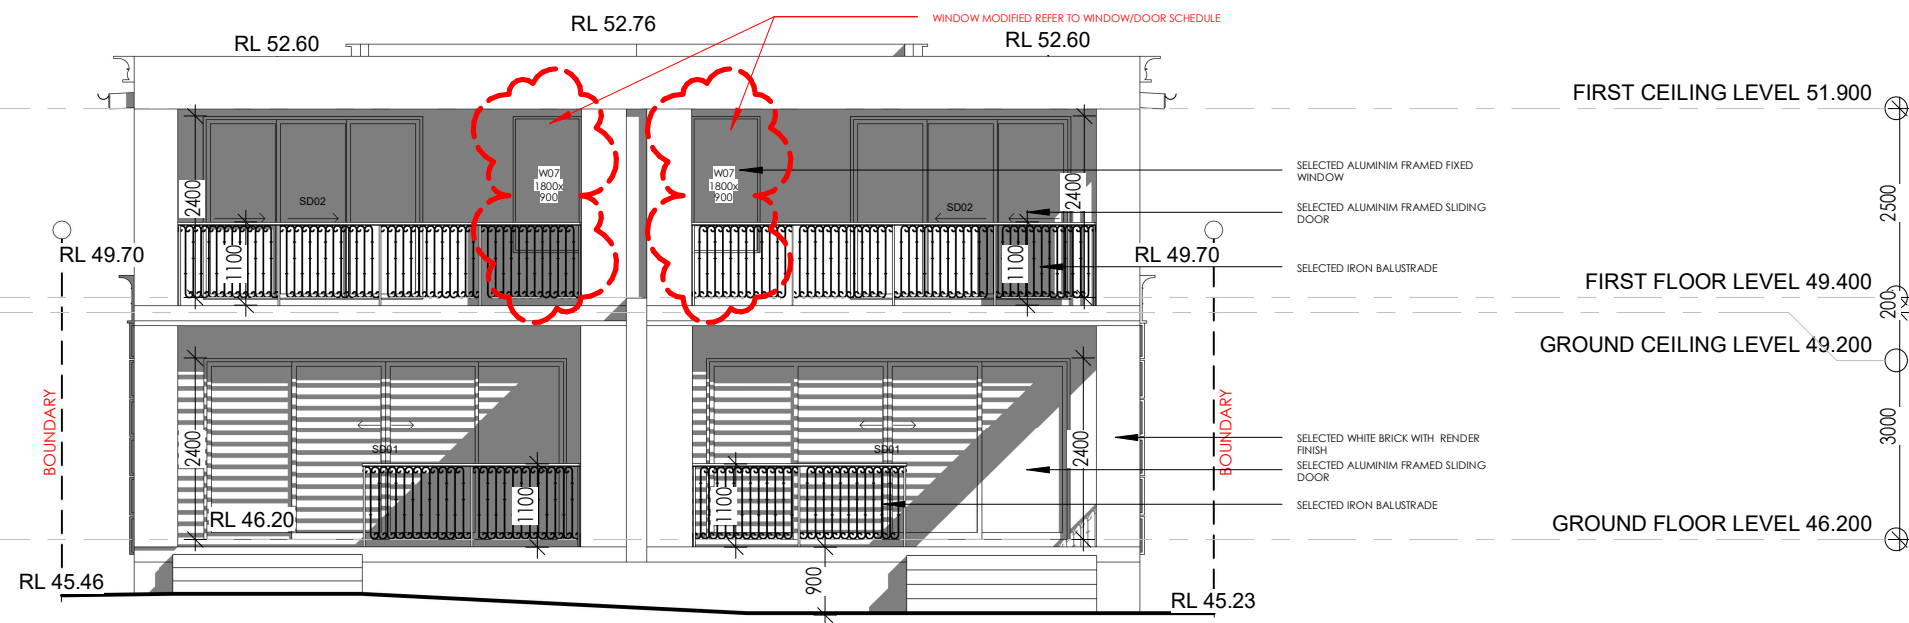 WINDOW MODIFIED REFER TO WINDOW/DOOR SCHEDULE
RL 52.76
RL 52.60
RL 52.60
FIRST CEILING LEVEL 51.900
SELECTED ALUMINIM FRAMED FIXED
WINDOW
W07
1800x
900
W07
1800x
900
2400
2400
2500
SD02
SD02
SELECTED ALUMINIM FRAMED SLIDING
DOOR
RL 49.70
RL 49.70
1100
1100
SELECTED IRON BALUSTRADE
FIRST FLOOR LEVEL 49.400
200
GROUND CEILING LEVEL 49.200
BOUNDARY
BOUNDARY
2400
2400
3000
SD01
SD01
SELECTED WHITE BRICK WITH RENDER
FINISH
SELECTED ALUMINIM FRAMED SLIDING
DOOR
1100
1100
SELECTED IRON BALUSTRADE
RL 46.20
GROUND FLOOR LEVEL 46.200
RL 45.46
900
RL 45.23